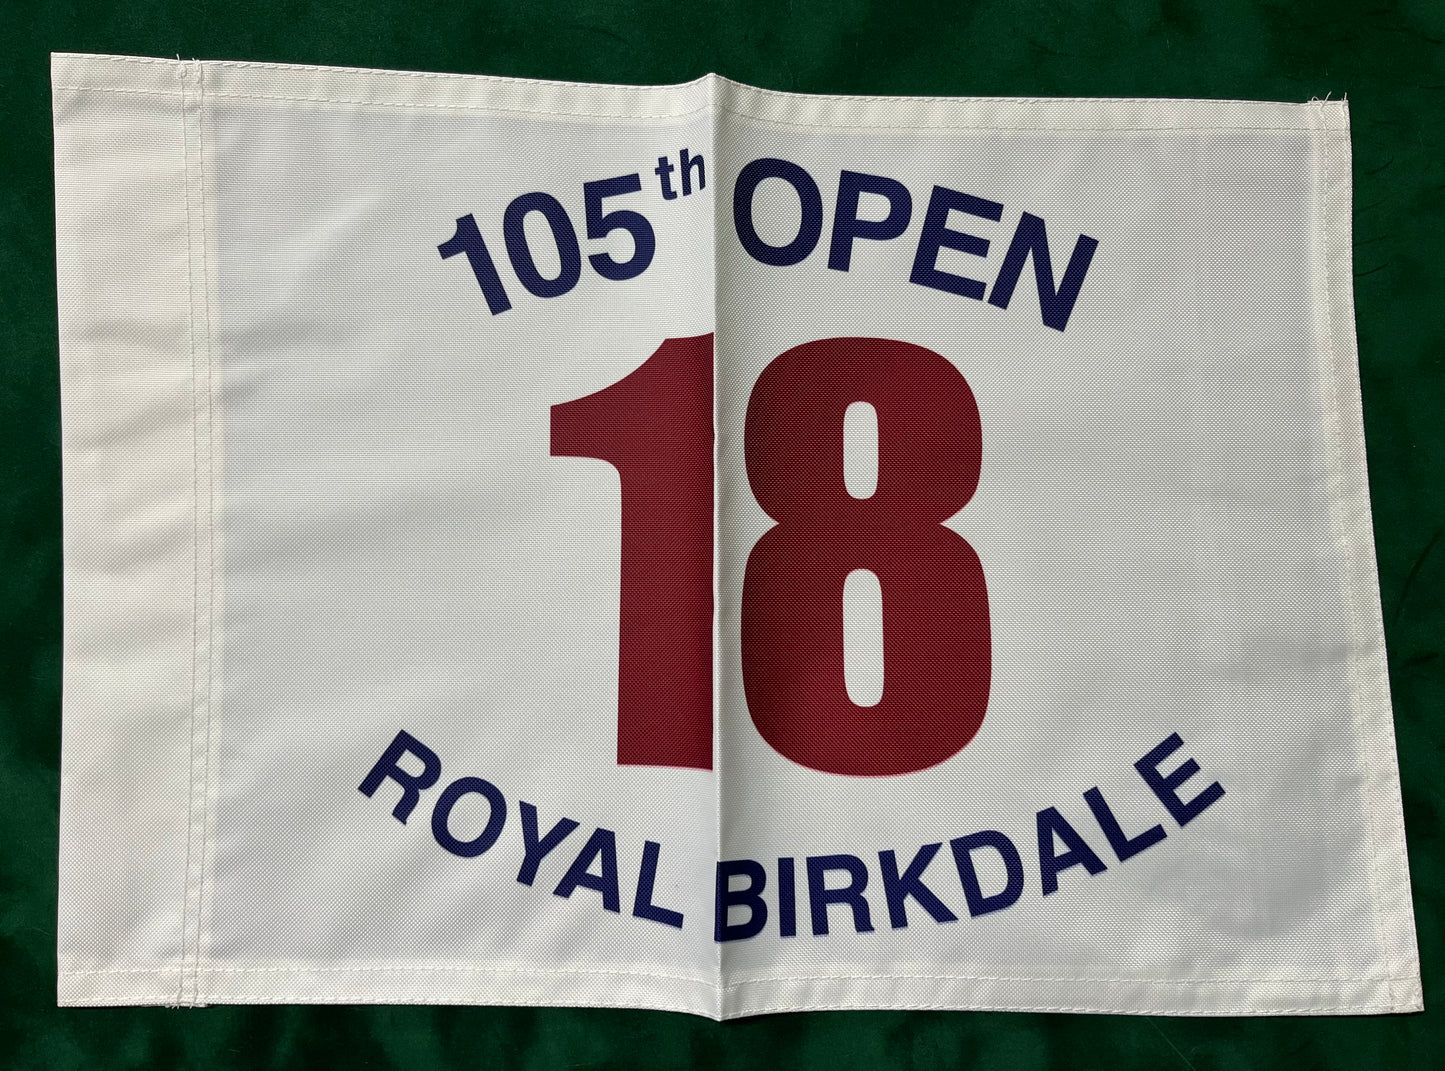 105th OPEN
18
ROYAL BIRKDALE